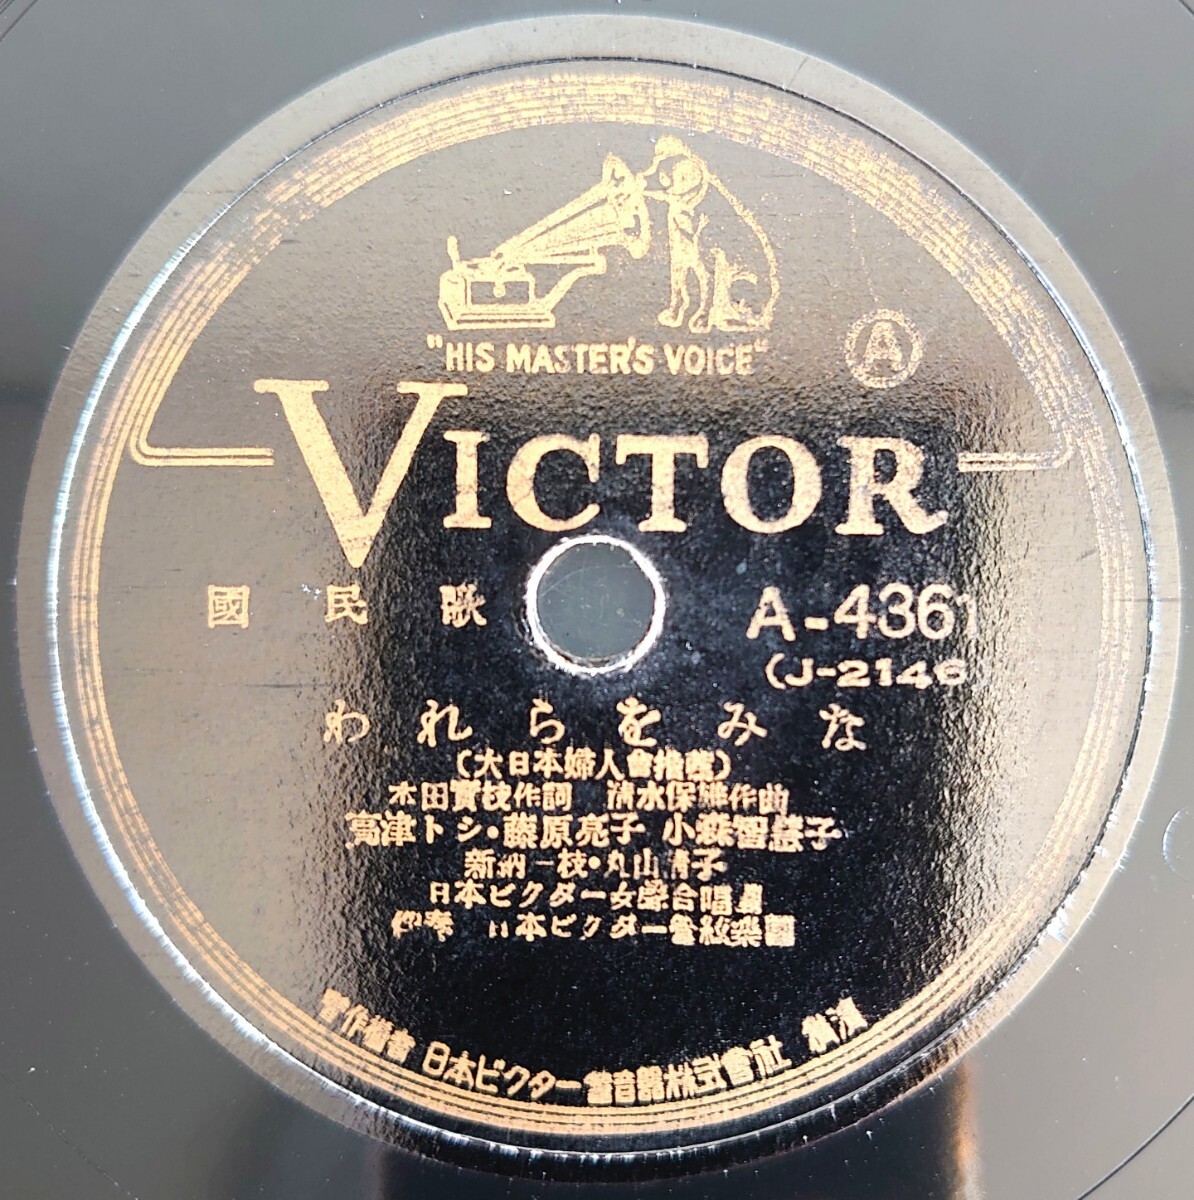 "HIS MASTER'S VOICE"
A
VICTOR
國民歌
A-4361
(J-2146)
われらをみな
(大日本婦人會推薦)
木田實枝作詞 清水保雄作曲
高津トシ・藤原亮子 小森智慧子
新納一枝・丸山清子
日本ビクター女聲合唱團
伴奏 日本ビクター管絃樂團
著作權者 日本ビクター蓄音器株式會社 橫濱